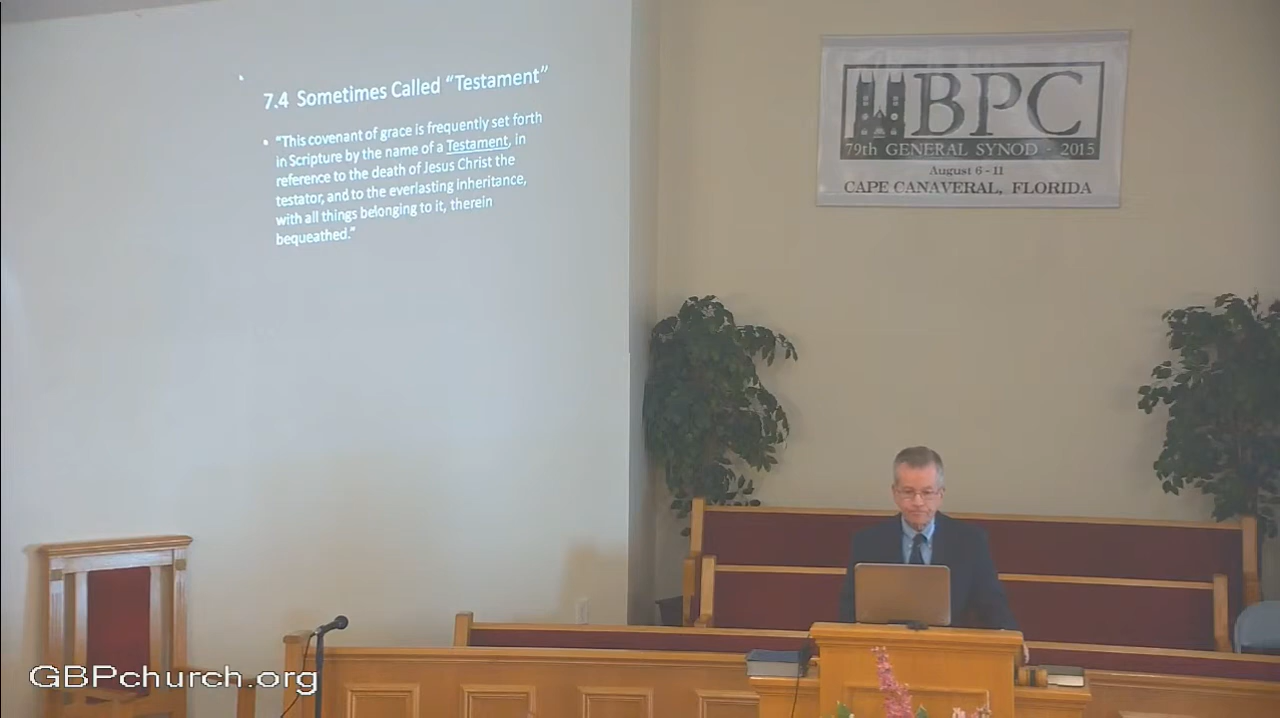 7.4 Sometimes Called “Testament”
• “This covenant of grace is frequently set forth
in Scripture by the name of a Testament, in
reference to the death of Jesus Christ the
testator, and to the everlasting inheritance,
with all things belonging to it, therein
bequeathed.”
BPC
79th GENERAL SYNOD - 2015
August 6 - 11
CAPE CANAVERAL, FLORIDA
GBPchurch.org